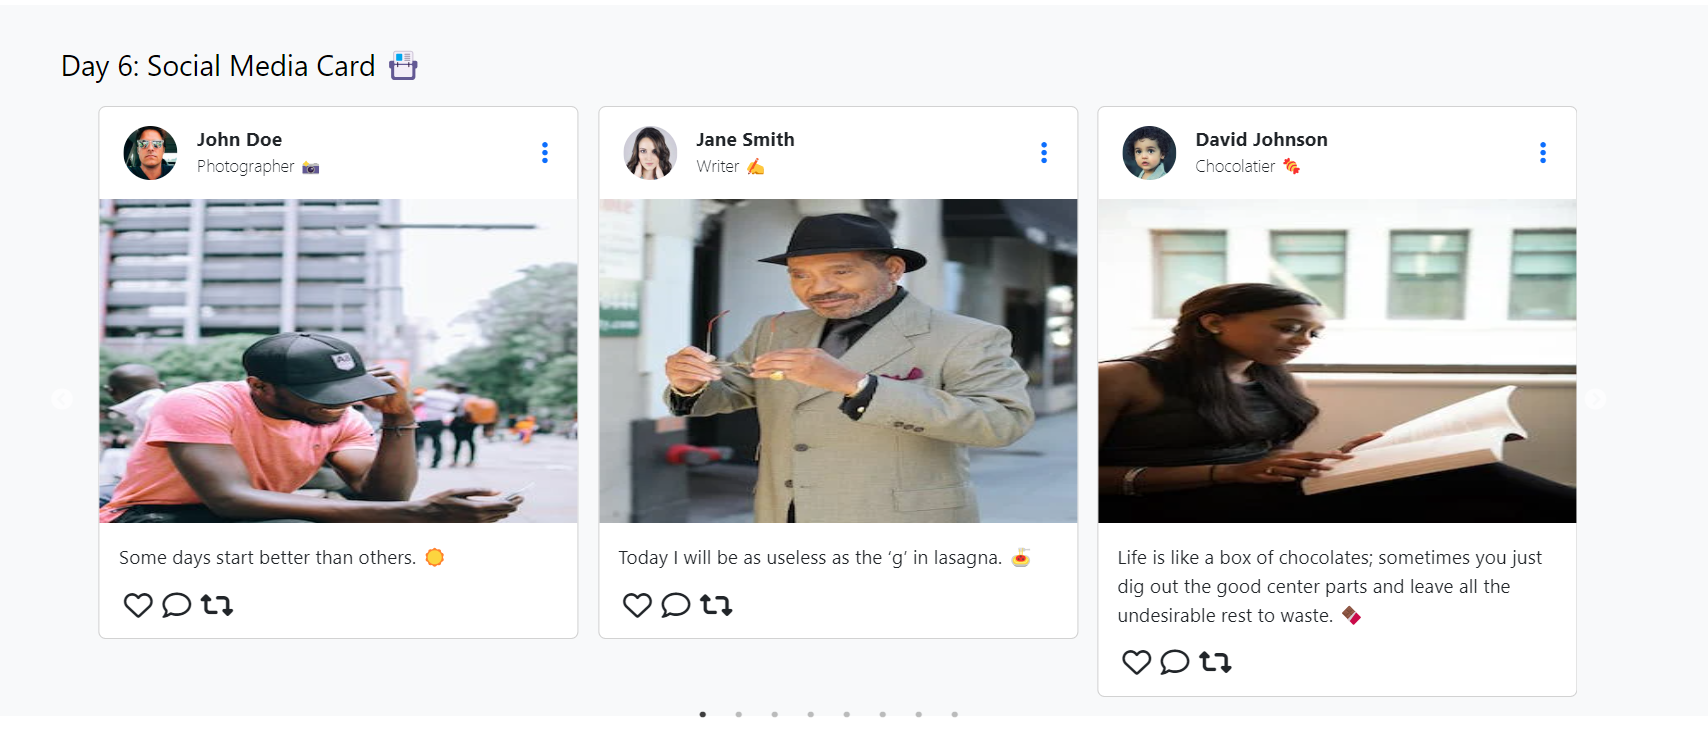 Day 6: Social Media Card 📇
John Doe
Photographer 📸
Jane Smith
Writer ✍️
David Johnson
Chocolatier 🍫
Some days start better than others. ☀️
Today I will be as useless as the ‘g’ in lasagna. 🍝
Life is like a box of chocolates; sometimes you just
dig out the good center parts and leave all the
undesirable rest to waste. 🍫